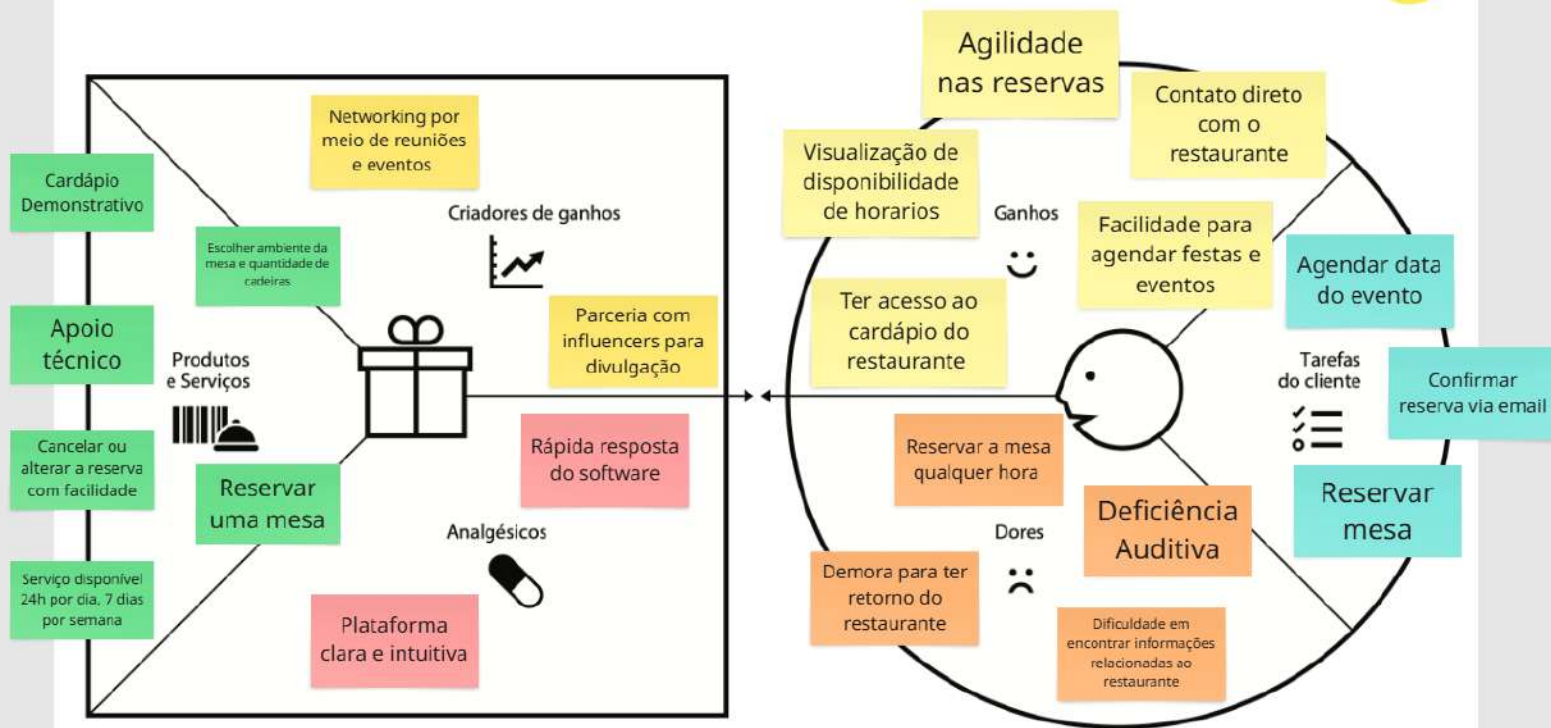 Networking por
meio de reuniões
e eventos
Cardápio
Demonstrativo
Criadores de ganhos
Escolher ambiente da
mesa e quantidade de
cadeiras
Apoio
técnico
Produtos
e Serviços
Parceria com
influencers para
divulgação
Cancelar ou
alterar a reserva
com facilidade
Reservar
uma mesa
Rápida resposta
do software
Analgésicos
Serviço disponível
24h por dia, 7 dias
por semana
Plataforma
clara e intuitiva
Agilidade
nas reservas
Contato direto
com o
restaurante
Visualização de
disponibilidade
de horarios
Ganhos
Facilidade para
agendar festas e
eventos
Agendar data
do evento
Ter acesso ao
cardápio do
restaurante
Tarefas
do cliente
Confirmar
reserva via email
Reservar a mesa
qualquer hora
Deficiência
Auditiva
Reservar
mesa
Dores
Demora para ter
retorno do
restaurante
Dificuldade em
encontrar informações
relacionadas ao
restaurante